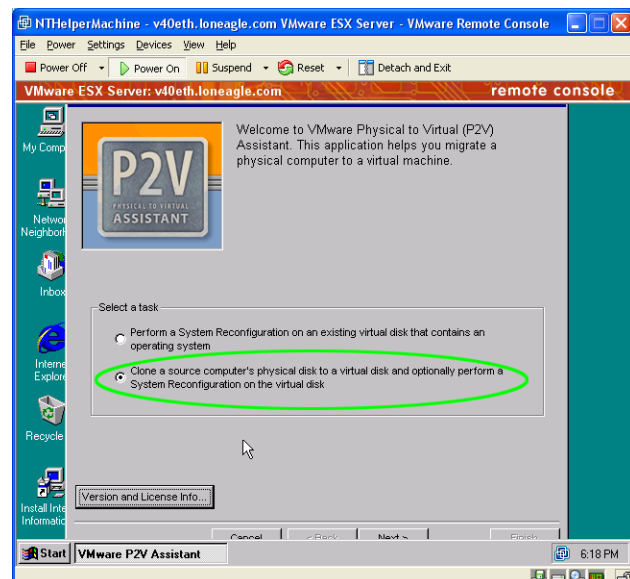 NTHelperMachine - v40eth.loneagle.com VMware ESX Server - VMware Remote Console
File Power Settings Devices View Help
Power Off Power On Suspend Reset Detach and Exit
VMware ESX Server: v40eth.loneagle.com remote console
My Comp
Networ
Neighborh
Inbox
Interne
Explore
Recycle
Install Inte
Informatic
P2V
PHYSICAL TO VIRTUAL
ASSISTANT
Welcome to VMware Physical to Virtual (P2V)
Assistant. This application helps you migrate a
physical computer to a virtual machine.
Select a task
Perform a System Reconfiguration on an existing virtual disk that contains an
operating system
Clone a source computer's physical disk to a virtual disk and optionally perform a
System Reconfiguration on the virtual disk
Version and License Info...
Cancel < Back Next > Finish
Start VMware P2V Assistant 6:18 PM